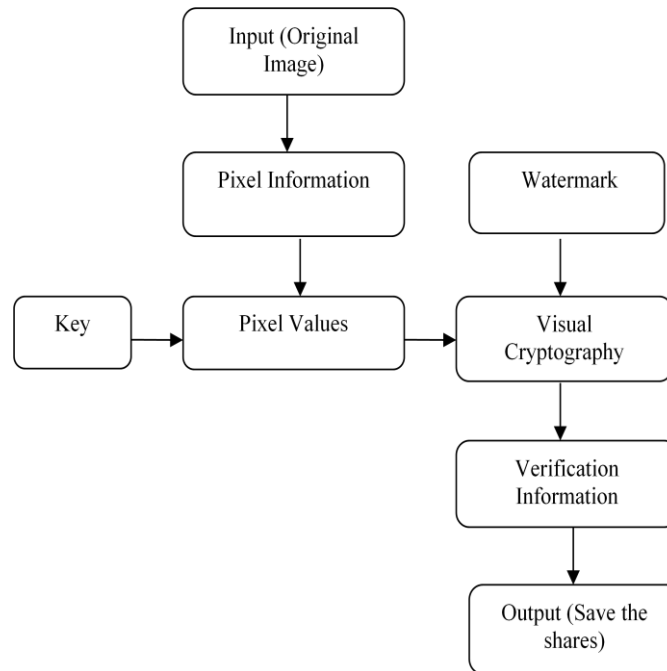 Input (Original
Image)
Pixel Information
Watermark
Key
Pixel Values
Visual
Cryptography
Verification
Information
Output (Save the
shares)